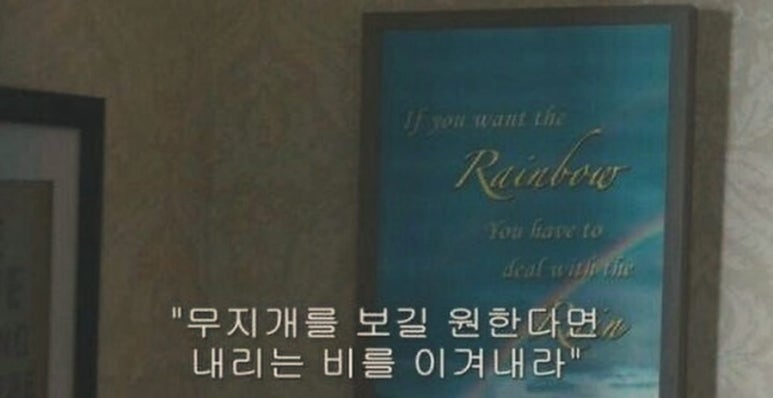 If you want the
Rainbow
You have to
deal with the
Rain
"무지개를 보길 원한다면
내리는 비를 이겨내라"